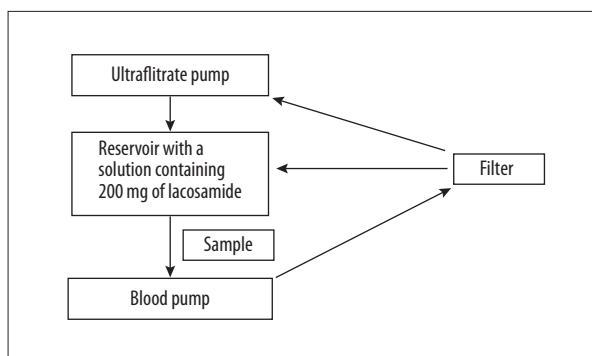 Ultraflitrate pump
Reservoir with a
solution containing
200 mg of lacosamide
Filter
Sample
Blood pump